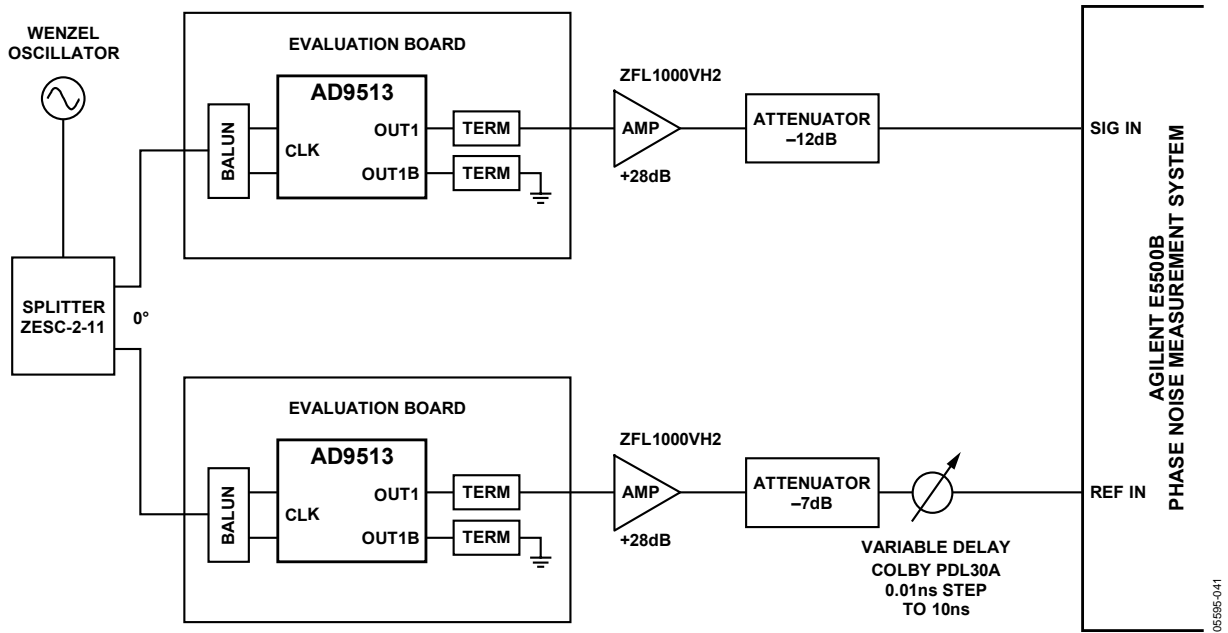 WENZEL
OSCILLATOR
EVALUATION BOARD
AD9513
BALUN
CLK
OUT1
OUT1B
TERM
TERM
ZFL1000VH2
AMP
+28dB
ATTENUATOR
–12dB
SIG IN
SPLITTER
ZESC-2-11
0°
EVALUATION BOARD
AD9513
BALUN
CLK
OUT1
OUT1B
TERM
TERM
ZFL1000VH2
AMP
+28dB
ATTENUATOR
–7dB
VARIABLE DELAY
COLBY PDL30A
0.01ns STEP
TO 10ns
REF IN
AGILENT E5500B
PHASE NOISE MEASUREMENT SYSTEM
05595-041